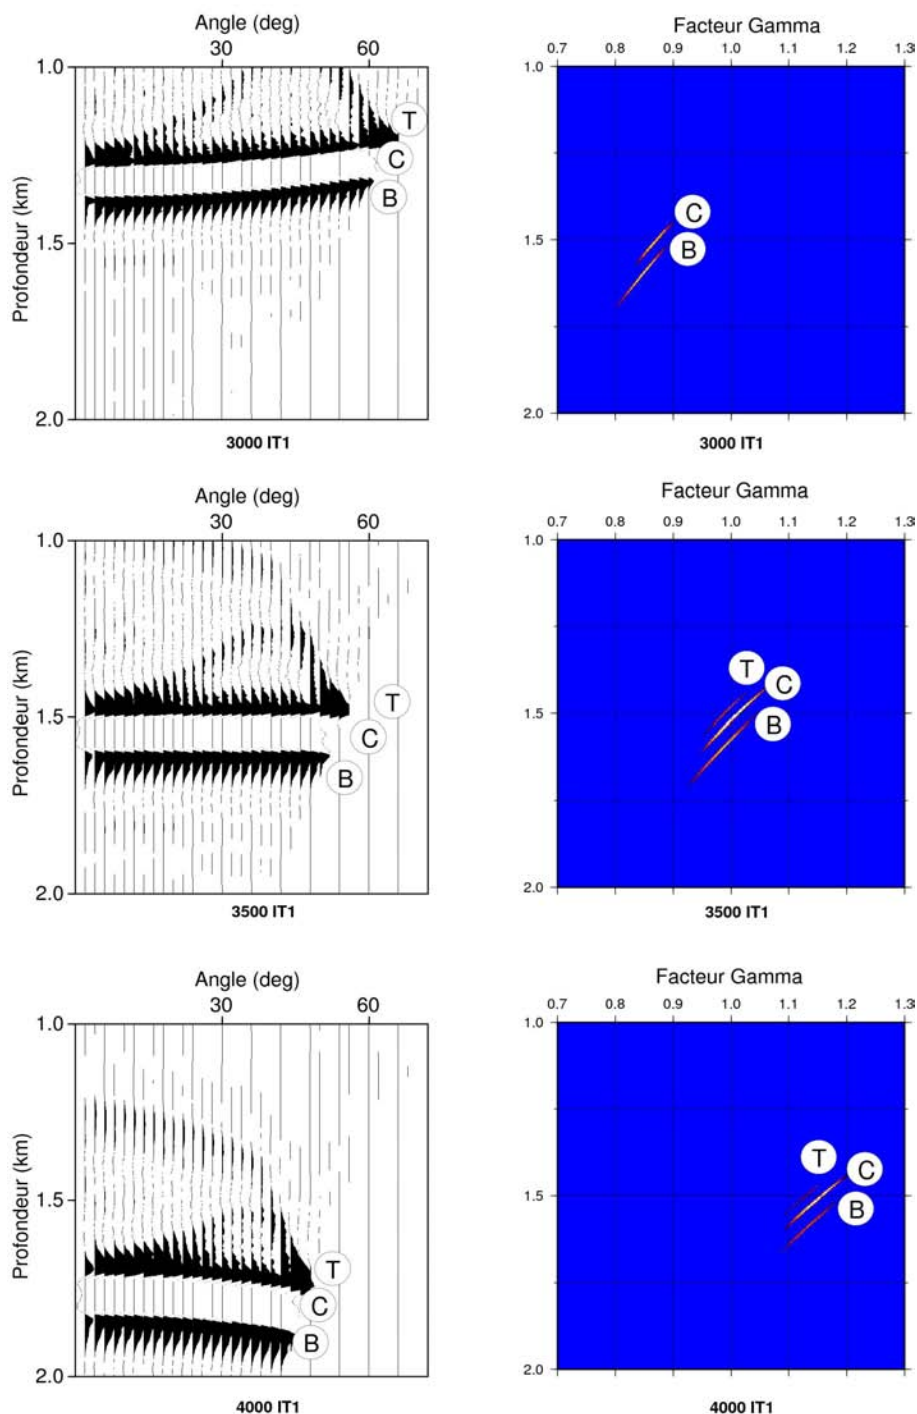 Angle (deg)
30 60
Profondeur (km)
1.0
1.5
2.0
T
C
B
3000 IT1
Facteur Gamma
0.7 0.8 0.9 1.0 1.1 1.2 1.3
1.0
1.5
2.0
C
B
3000 IT1
Angle (deg)
30 60
Profondeur (km)
1.0
1.5
2.0
T
C
B
3500 IT1
Facteur Gamma
0.7 0.8 0.9 1.0 1.1 1.2 1.3
1.0
1.5
2.0
T
C
B
3500 IT1
Angle (deg)
30 60
Profondeur (km)
1.0
1.5
2.0
T
C
B
4000 IT1
Facteur Gamma
0.7 0.8 0.9 1.0 1.1 1.2 1.3
1.0
1.5
2.0
T
C
B
4000 IT1